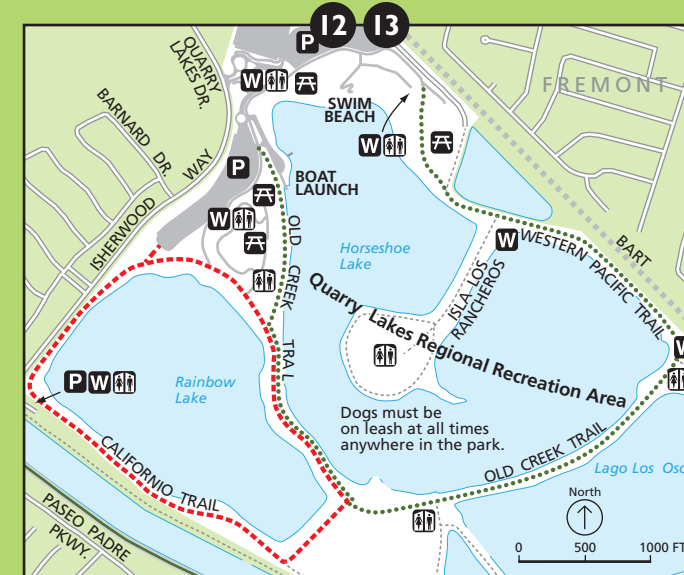 12 13
P
QUARRY
LAKES DR.
W
FREMONT
SWIM
BEACH
W
BARNARD DR.
P
BOAT
LAUNCH
ISHERWOOD WAY
W
OLD CREEK TRAL
Horseshoe
Lake
W
WESTERN PACIFIC TRAIL
BART
ISLA LOS
RANCHEROS
Quarry Lakes Regional Recreation Area
W
P W
Rainbow
Lake
Dogs must be
on leash at all times
anywhere in the park.
CALIFORNIO TRAIL
OLD CREEK TRAIL
Lago Los Oso
North
PASEO PADRE
PKWY.
0 500 1000 FT